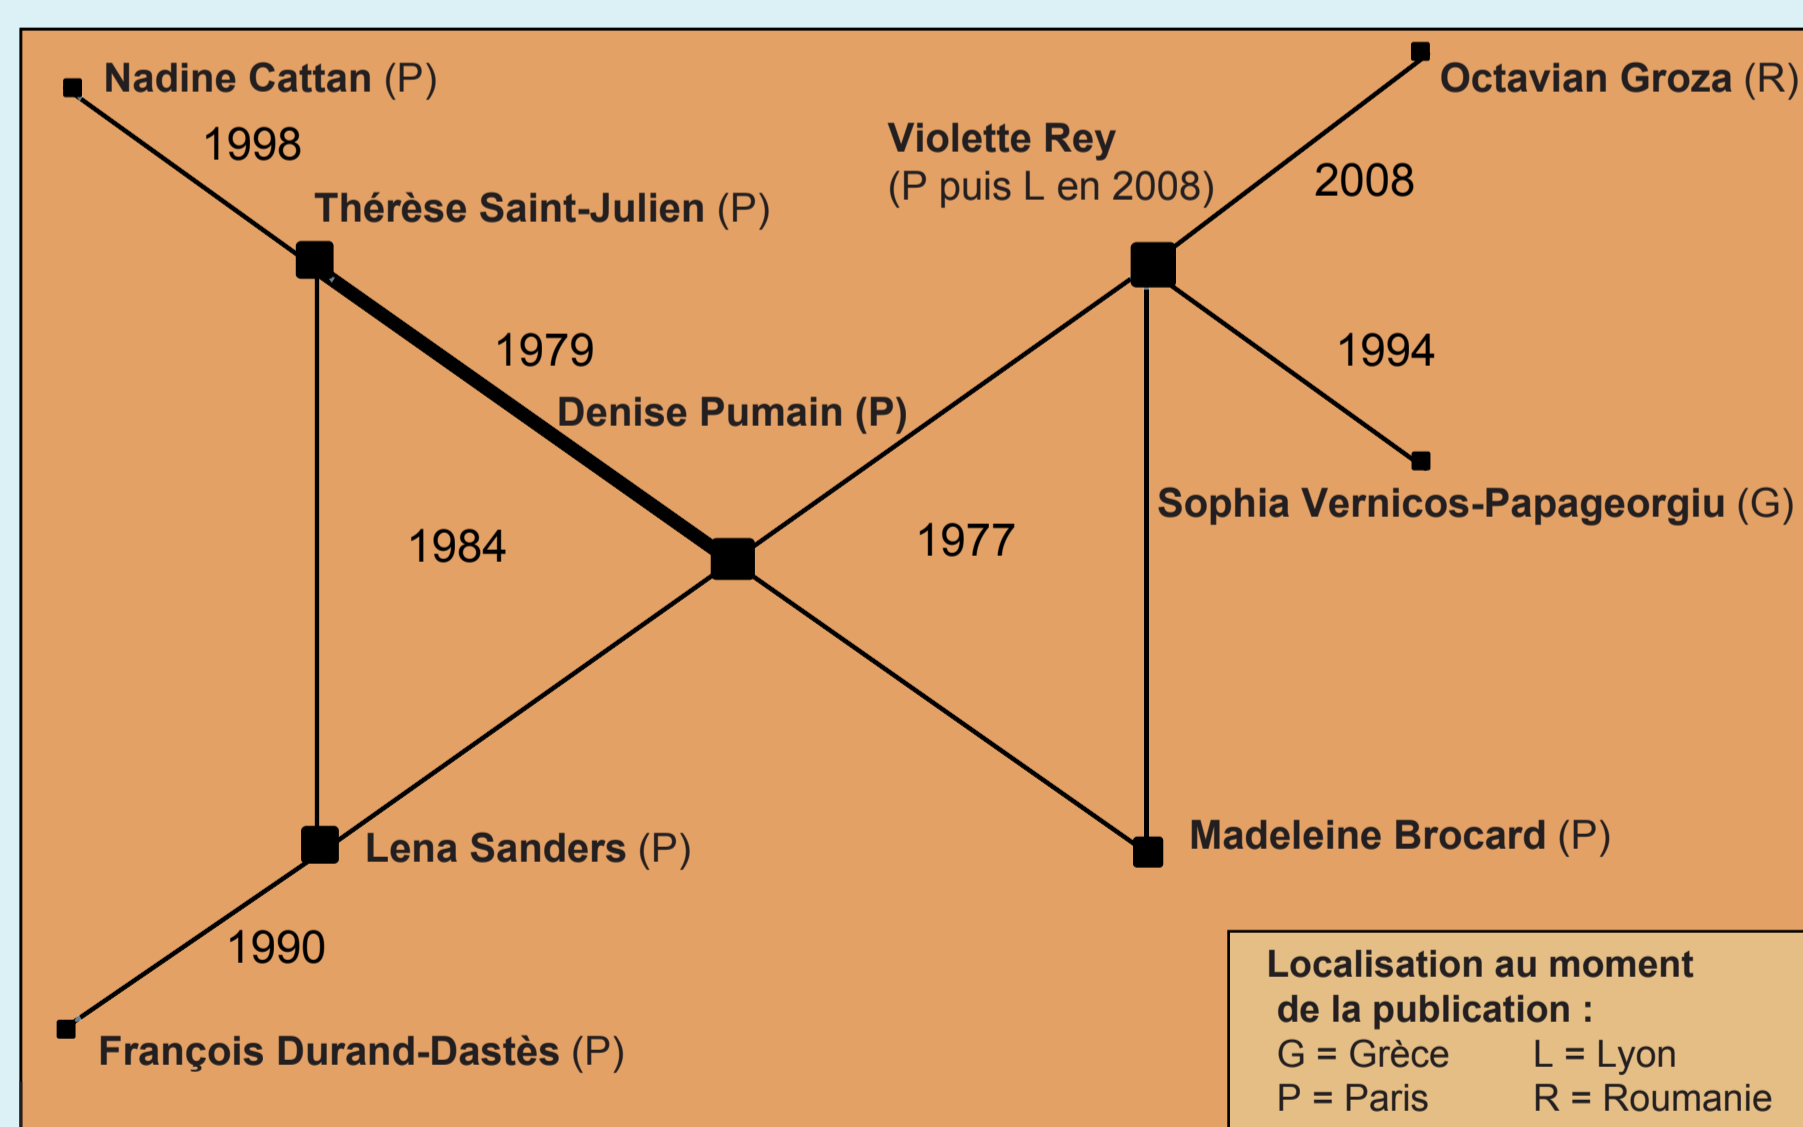 Nadine Cattan (P)
Octavian Groza (R)
1998
Violette Rey
(P puis L en 2008)
2008
Thérèse Saint-Julien (P)
1979
1994
Denise Pumain (P)
Sophia Vernicos-Papageorgiu (G)
1984
1977
Lena Sanders (P)
Madeleine Brocard (P)
1990
François Durand-Dastès (P)
Localisation au moment
de la publication :
G = Grèce L = Lyon
P = Paris R = Roumanie